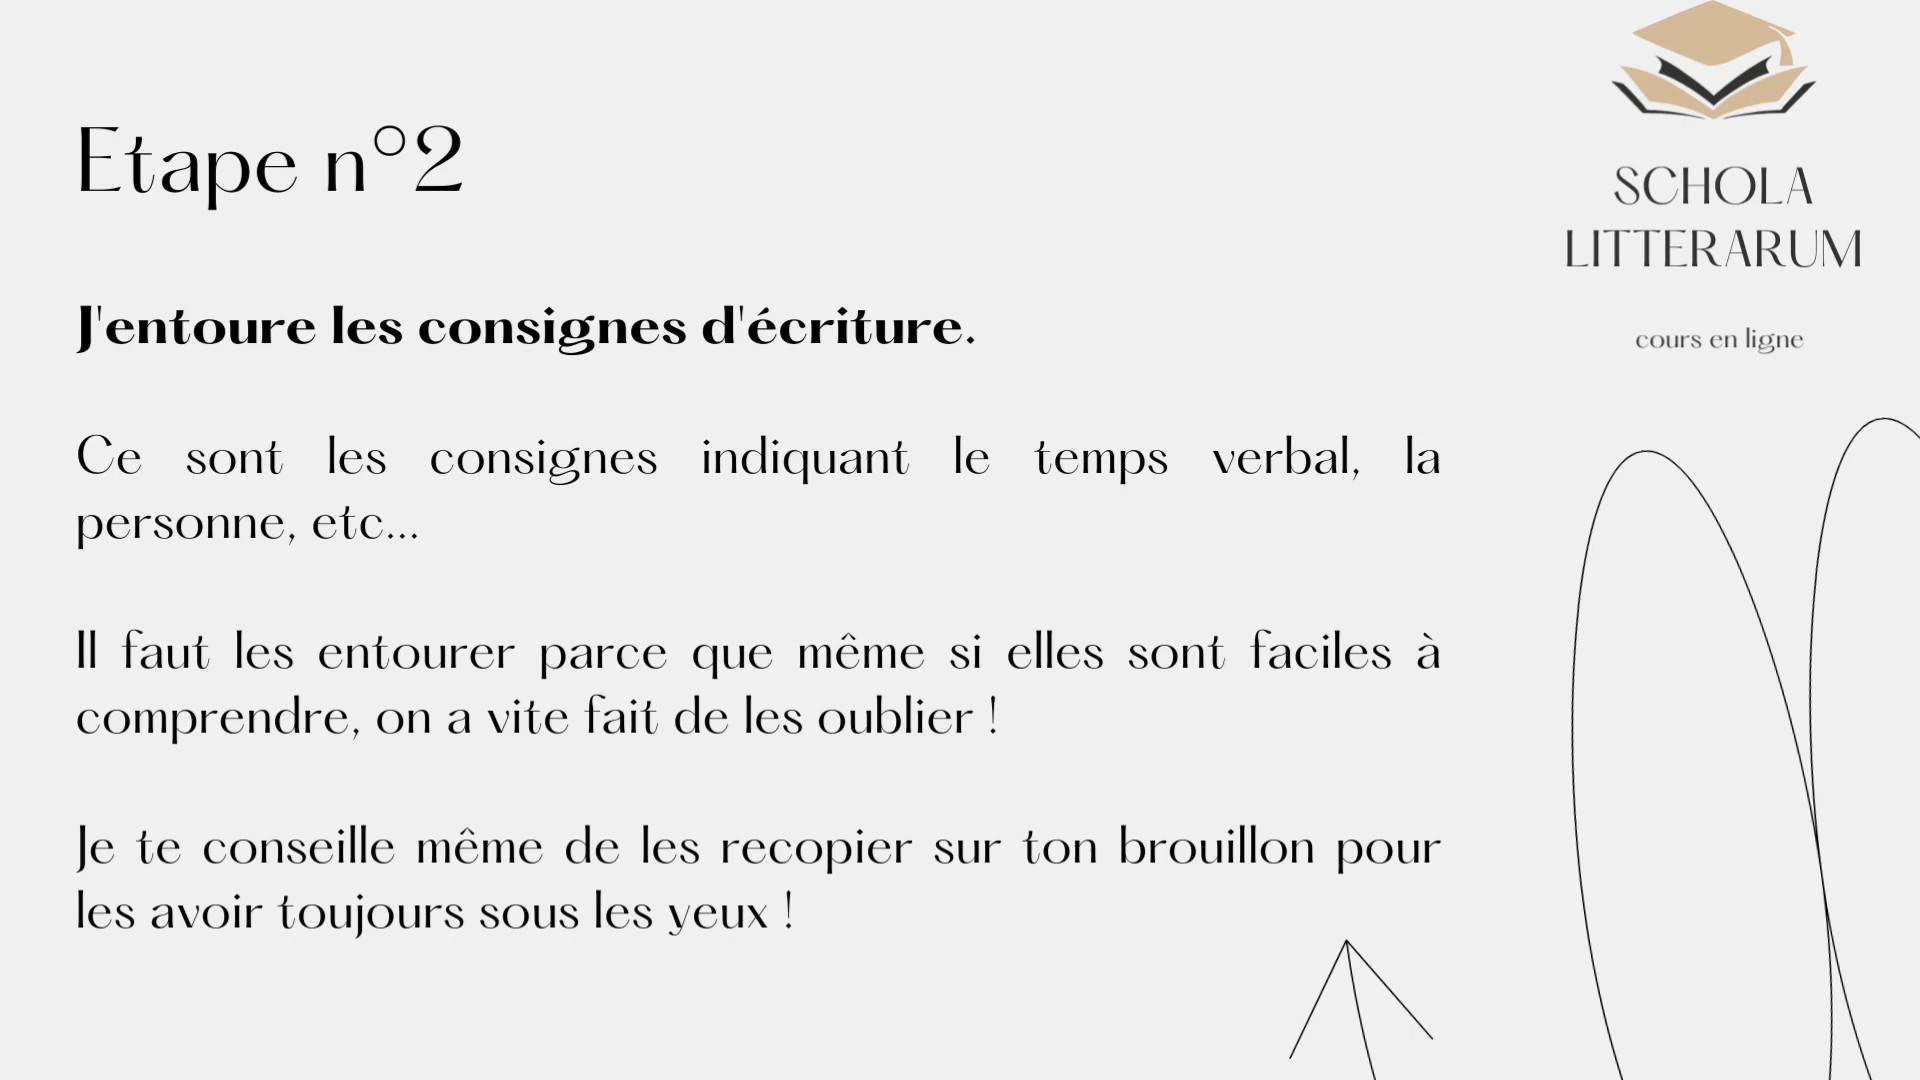 Etape n°2
J'entoure les consignes d'écriture.
Ce sont les consignes indiquant le temps verbal, la
personne, etc...
Il faut les entourer parce que même si elles sont faciles à
comprendre, on a vite fait de les oublier !
Je te conseille même de les recopier sur ton brouillon pour
les avoir toujours sous les yeux !
SCHOLA
LITTERARUM
cours en ligne